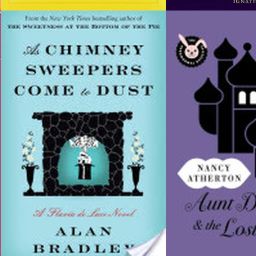 From the New York Times bestselling author of
THE SWEETNESS AT THE BOTTOM OF THE PIE
As CHIMNEY
SWEEPERS
COME to DUST
A Flavia de Luce Novel
ALAN
BRADLEY
IGNATI
NANCY
ATHERTON
Aunt D
& the Lost